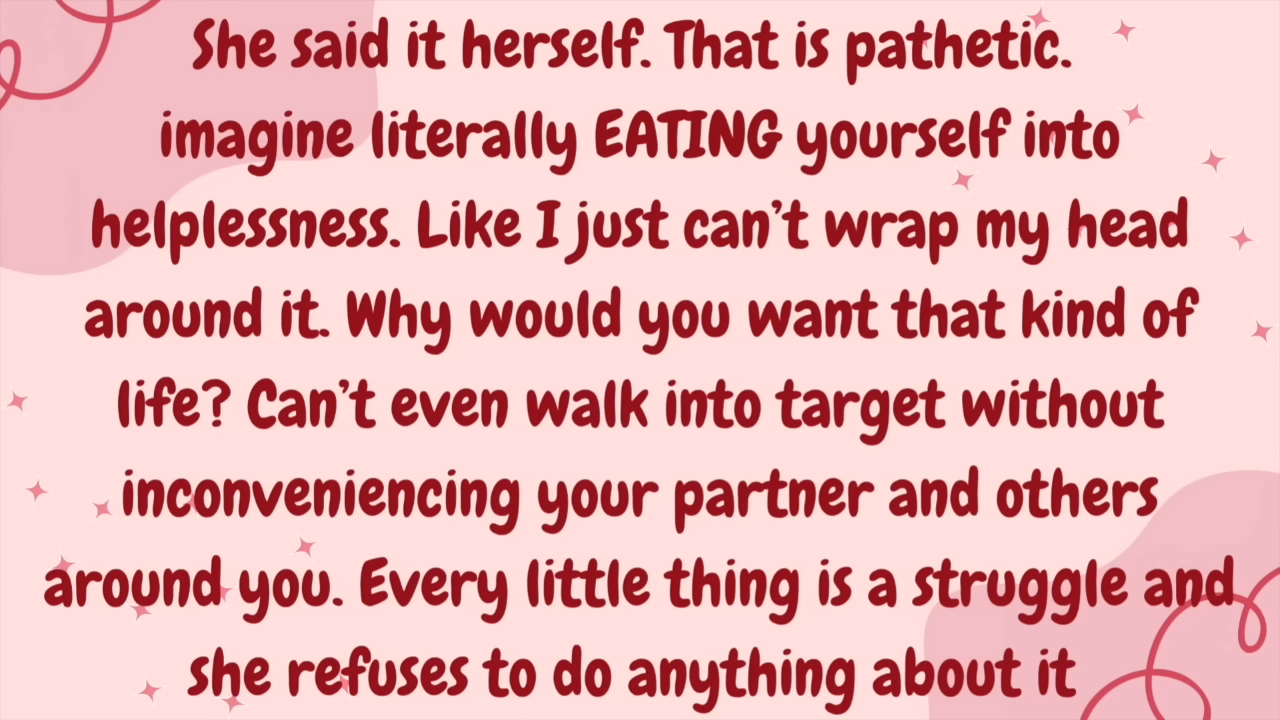 She said it herself. That is pathetic.
imagine literally EATING yourself into
helplessness. Like I just can't wrap my head
around it. Why would you want that kind of
life? Can't even walk into target without
inconveniencing your partner and others
around you. Every little thing is a struggle and
she refuses to do anything about it